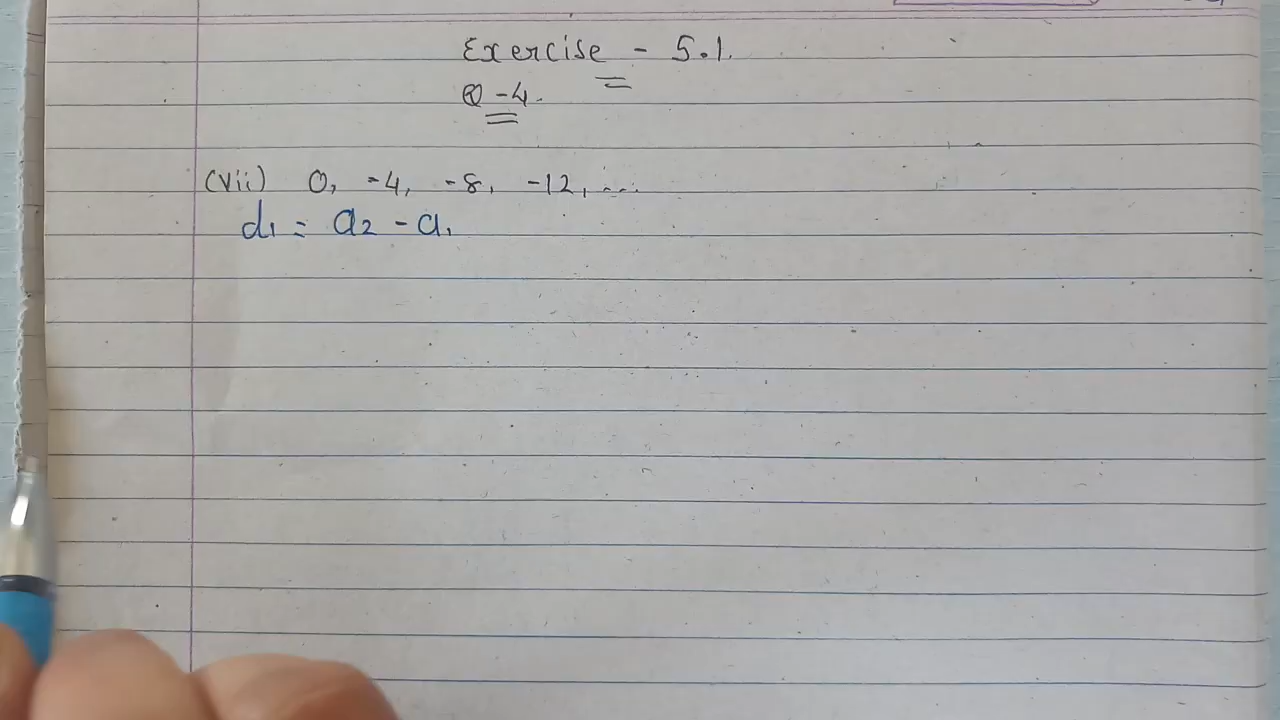 Exercise - 5.1.
Q-4.
(vii) 0, -4, -8, -12, ...
d₁ = a₂ - a₁